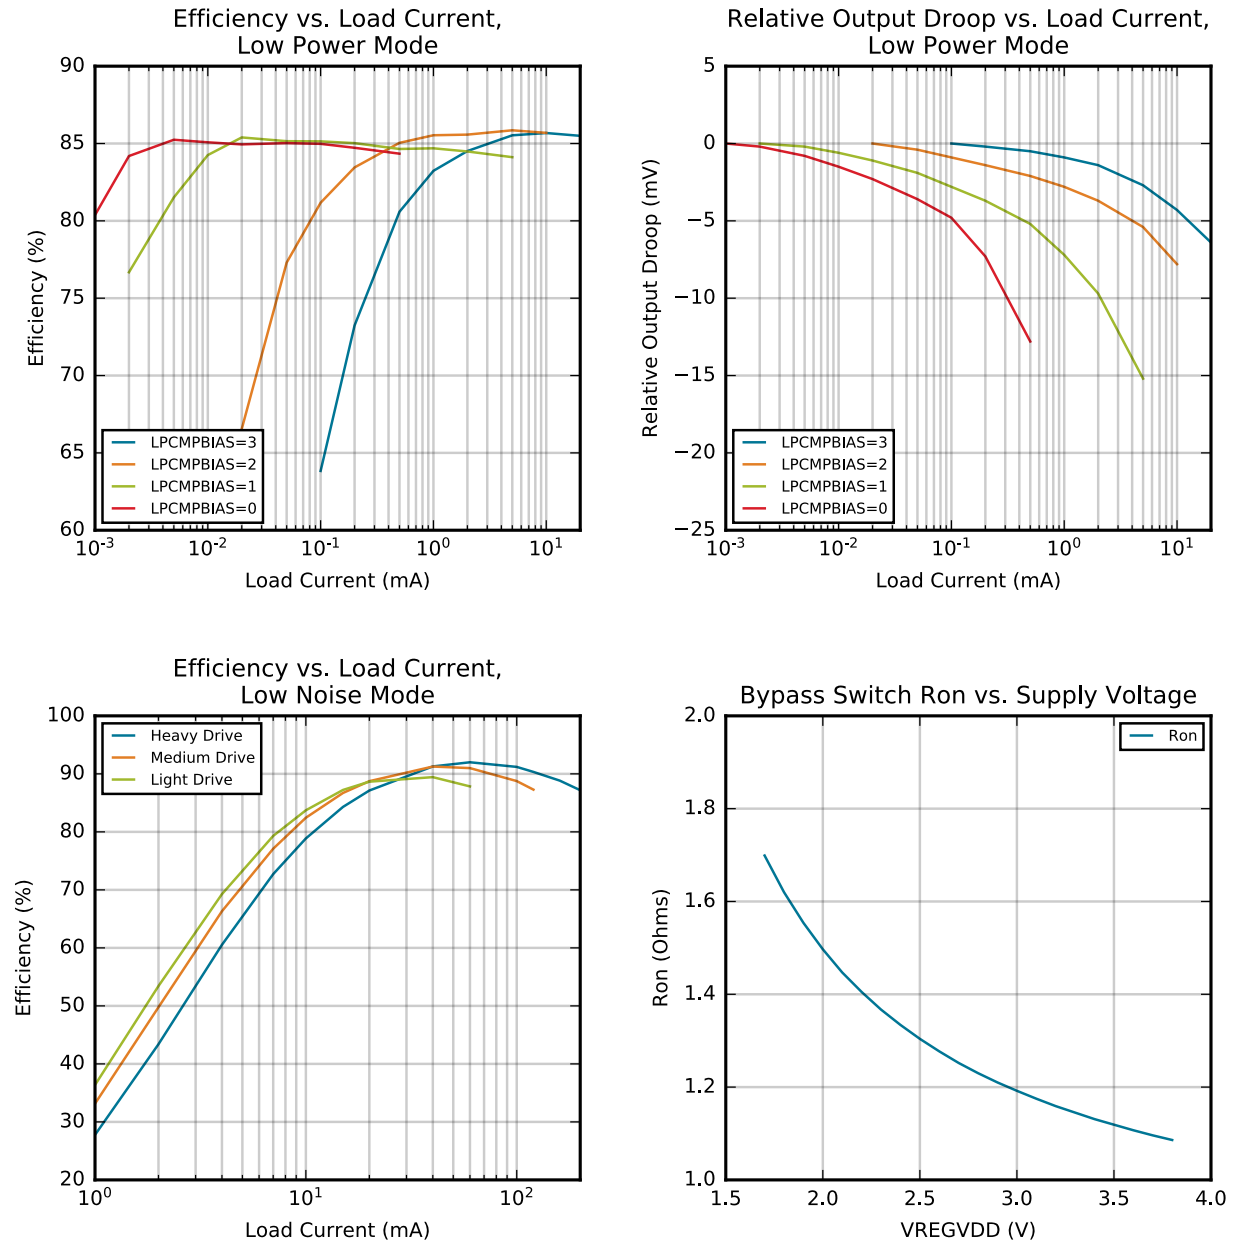 Efficiency vs. Load Current,
Low Power Mode
90
85
80
75
70
65
60
Efficiency (%)
LPCMPBIAS=3
LPCMPBIAS=2
LPCMPBIAS=1
LPCMPBIAS=0
10⁻³ 10⁻² 10⁻¹ 10⁰ 10¹
Load Current (mA)
Relative Output Droop vs. Load Current,
Low Power Mode
5
0
−5
−10
−15
−20
−25
Relative Output Droop (mV)
LPCMPBIAS=3
LPCMPBIAS=2
LPCMPBIAS=1
LPCMPBIAS=0
10⁻³ 10⁻² 10⁻¹ 10⁰ 10¹
Load Current (mA)
Efficiency vs. Load Current,
Low Noise Mode
100
90
80
70
60
50
40
30
20
Efficiency (%)
Heavy Drive
Medium Drive
Light Drive
10⁰ 10¹ 10²
Load Current (mA)
Bypass Switch Ron vs. Supply Voltage
2.0
1.8
1.6
1.4
1.2
1.0
Ron (Ohms)
Ron
1.5 2.0 2.5 3.0 3.5 4.0
VREGVDD (V)